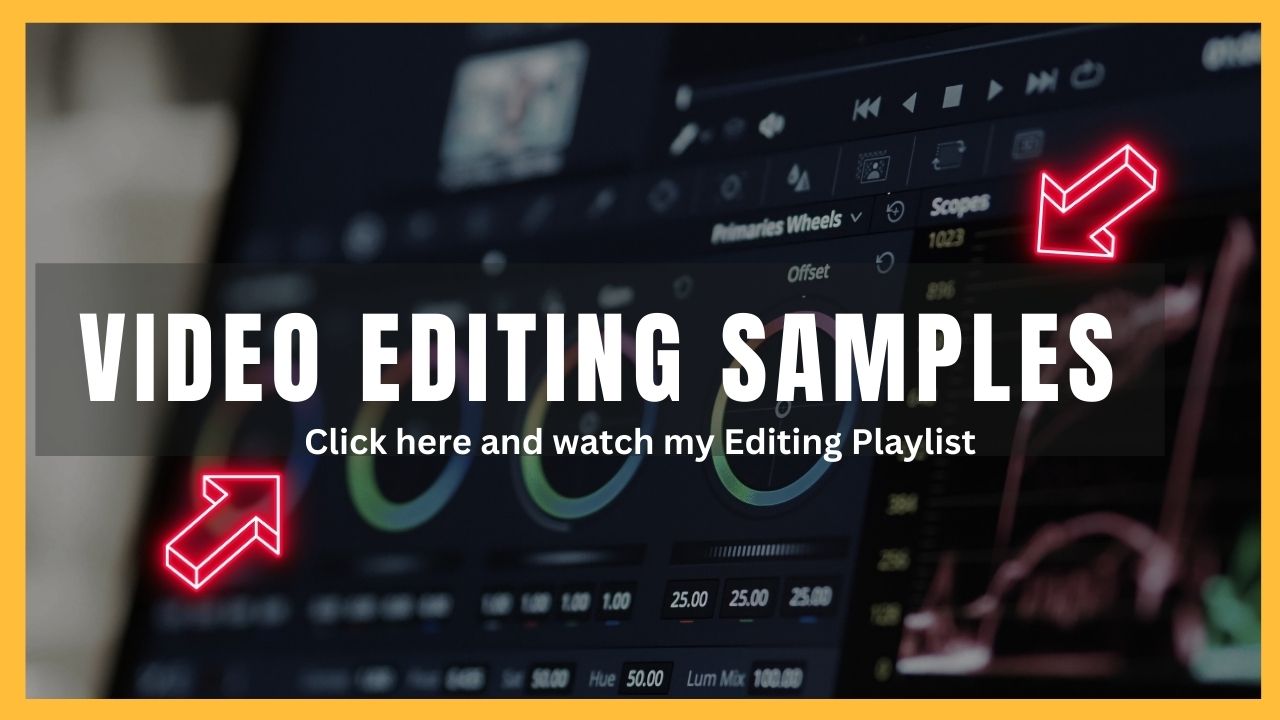 01:00
Primaries Wheels
Scopes
1023
Offset
896
VIDEO EDITING SAMPLES
Click here and watch my Editing Playlist
384
256
128
0
1.00 1.00 1.00 1.00
25.00 25.00 25.00
50.00
Hue 50.00
Lum Mix 100.00